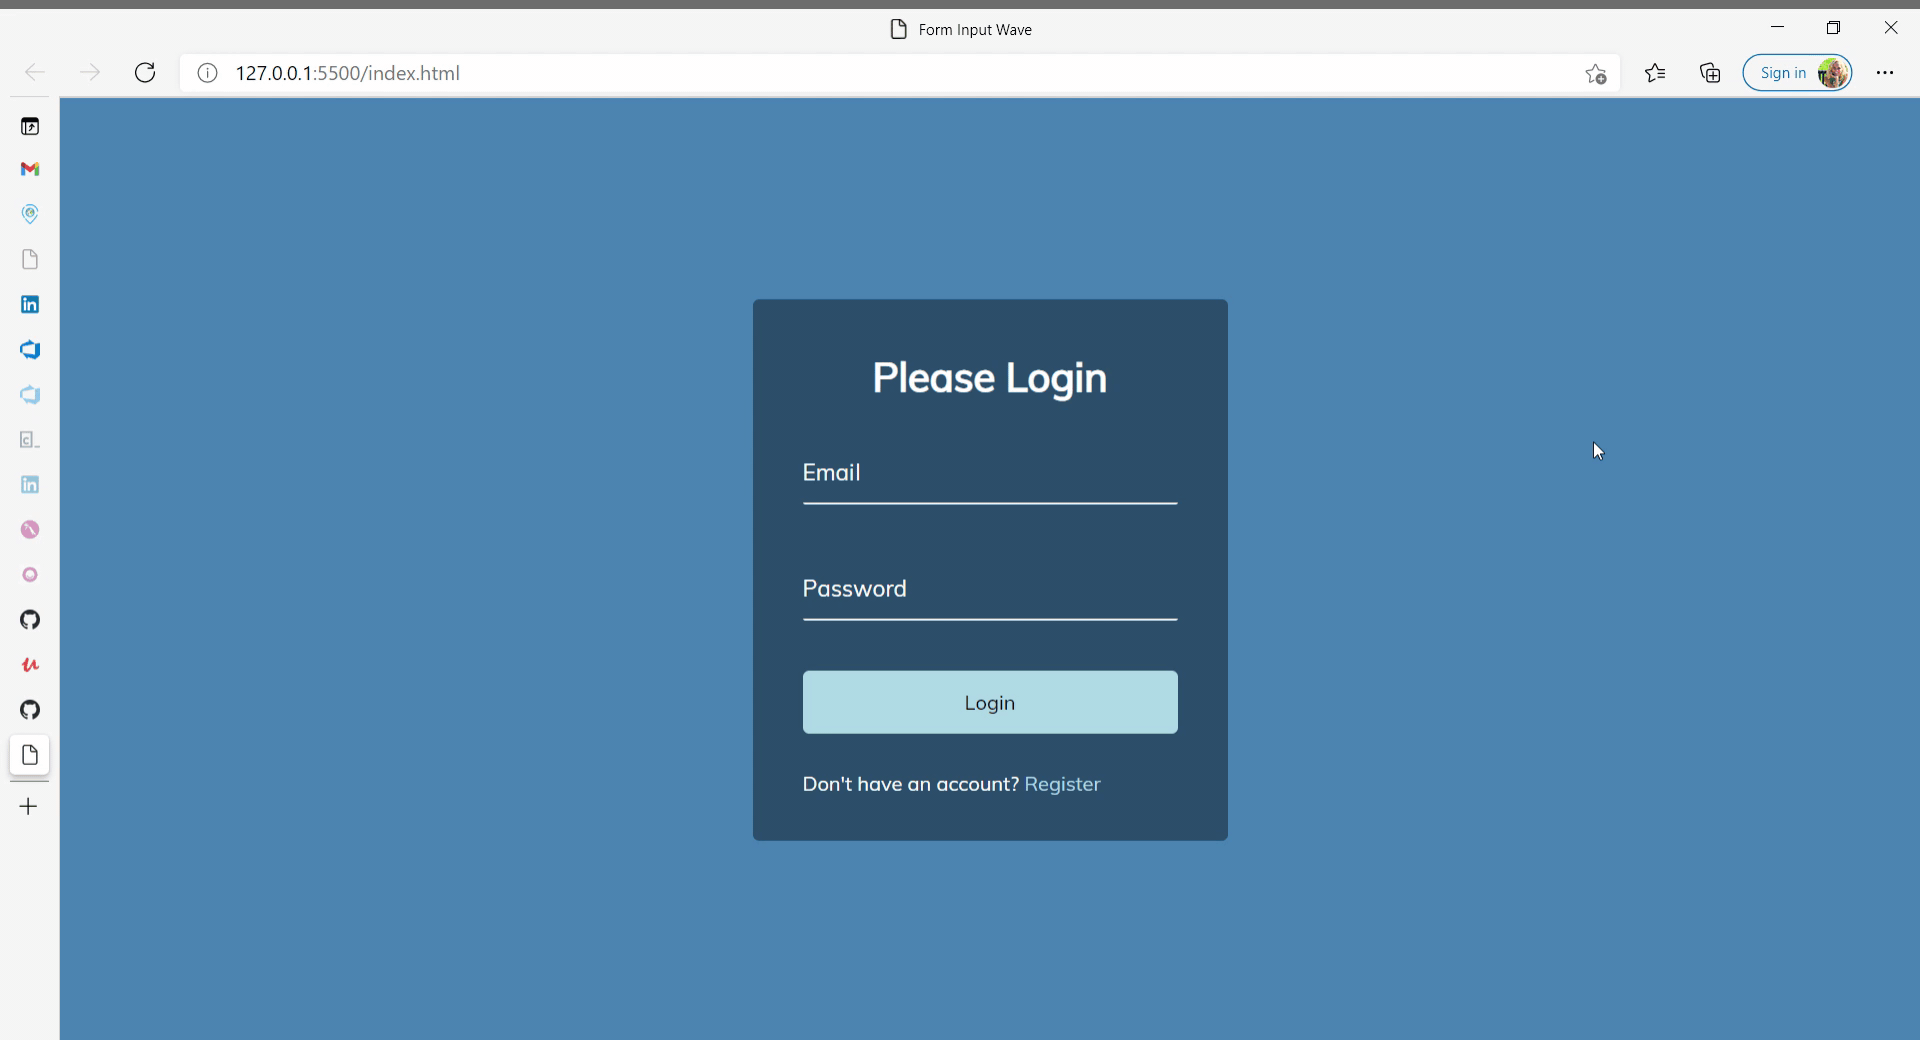 Form Input Wave
127.0.0.1:5500/index.html
Sign in
Please Login
Email
Password
Login
Don't have an account? Register